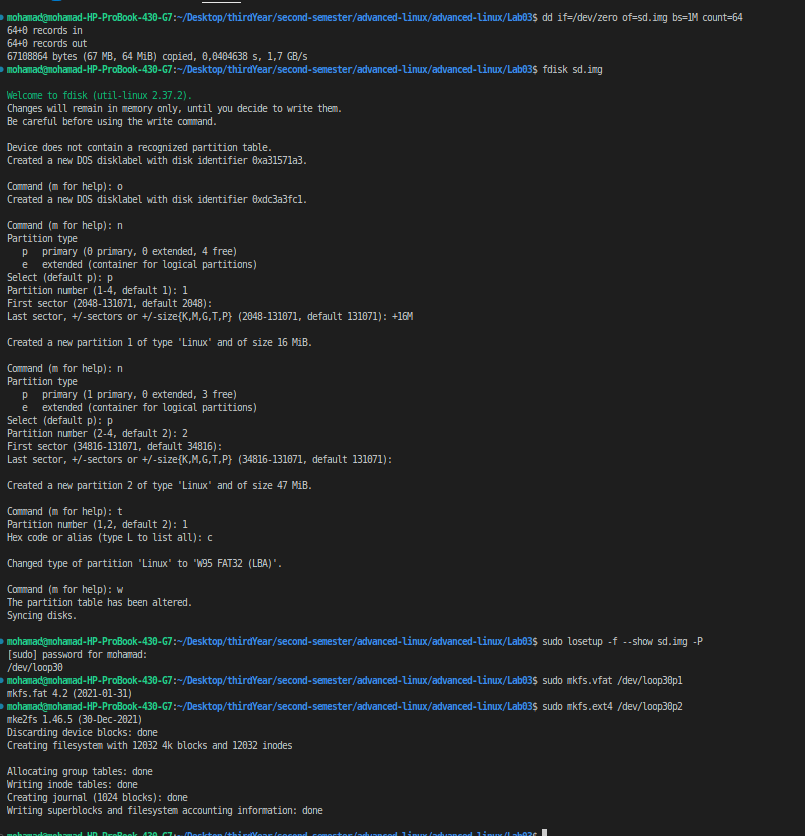 mohamad@mohamad-HP-ProBook-430-G7:~/Desktop/thirdYear/second-semester/advanced-linux/advanced-linux/Lab03$ dd if=/dev/zero of=sd.img bs=1M count=64
64+0 records in
64+0 records out
67108864 bytes (67 MB, 64 MiB) copied, 0,0404638 s, 1,7 GB/s
mohamad@mohamad-HP-ProBook-430-G7:~/Desktop/thirdYear/second-semester/advanced-linux/advanced-linux/Lab03$ fdisk sd.img

Welcome to fdisk (util-linux 2.37.2).
Changes will remain in memory only, until you decide to write them.
Be careful before using the write command.

Device does not contain a recognized partition table.
Created a new DOS disklabel with disk identifier 0xa31571a3.

Command (m for help): o
Created a new DOS disklabel with disk identifier 0xdc3a3fc1.

Command (m for help): n
Partition type
   p   primary (0 primary, 0 extended, 4 free)
   e   extended (container for logical partitions)
Select (default p): p
Partition number (1-4, default 1): 1
First sector (2048-131071, default 2048):
Last sector, +/-sectors or +/-size{K,M,G,T,P} (2048-131071, default 131071): +16M

Created a new partition 1 of type 'Linux' and of size 16 MiB.

Command (m for help): n
Partition type
   p   primary (1 primary, 0 extended, 3 free)
   e   extended (container for logical partitions)
Select (default p): p
Partition number (2-4, default 2): 2
First sector (34816-131071, default 34816):
Last sector, +/-sectors or +/-size{K,M,G,T,P} (34816-131071, default 131071):

Created a new partition 2 of type 'Linux' and of size 47 MiB.

Command (m for help): t
Partition number (1,2, default 2): 1
Hex code or alias (type L to list all): c

Changed type of partition 'Linux' to 'W95 FAT32 (LBA)'.

Command (m for help): w
The partition table has been altered.
Syncing disks.

mohamad@mohamad-HP-ProBook-430-G7:~/Desktop/thirdYear/second-semester/advanced-linux/advanced-linux/Lab03$ sudo losetup -f --show sd.img -P
[sudo] password for mohamad:
/dev/loop30
mohamad@mohamad-HP-ProBook-430-G7:~/Desktop/thirdYear/second-semester/advanced-linux/advanced-linux/Lab03$ sudo mkfs.vfat /dev/loop30p1
mkfs.fat 4.2 (2021-01-31)
mohamad@mohamad-HP-ProBook-430-G7:~/Desktop/thirdYear/second-semester/advanced-linux/advanced-linux/Lab03$ sudo mkfs.ext4 /dev/loop30p2
mke2fs 1.46.5 (30-Dec-2021)
Discarding device blocks: done
Creating filesystem with 12032 4k blocks and 12032 inodes

Allocating group tables: done
Writing inode tables: done
Creating journal (1024 blocks): done
Writing superblocks and filesystem accounting information: done

mohamad@mohamad-HP-ProBook-430-G7:~/Desktop/thirdYear/second-semester/advanced-linux/advanced-linux/Lab03$